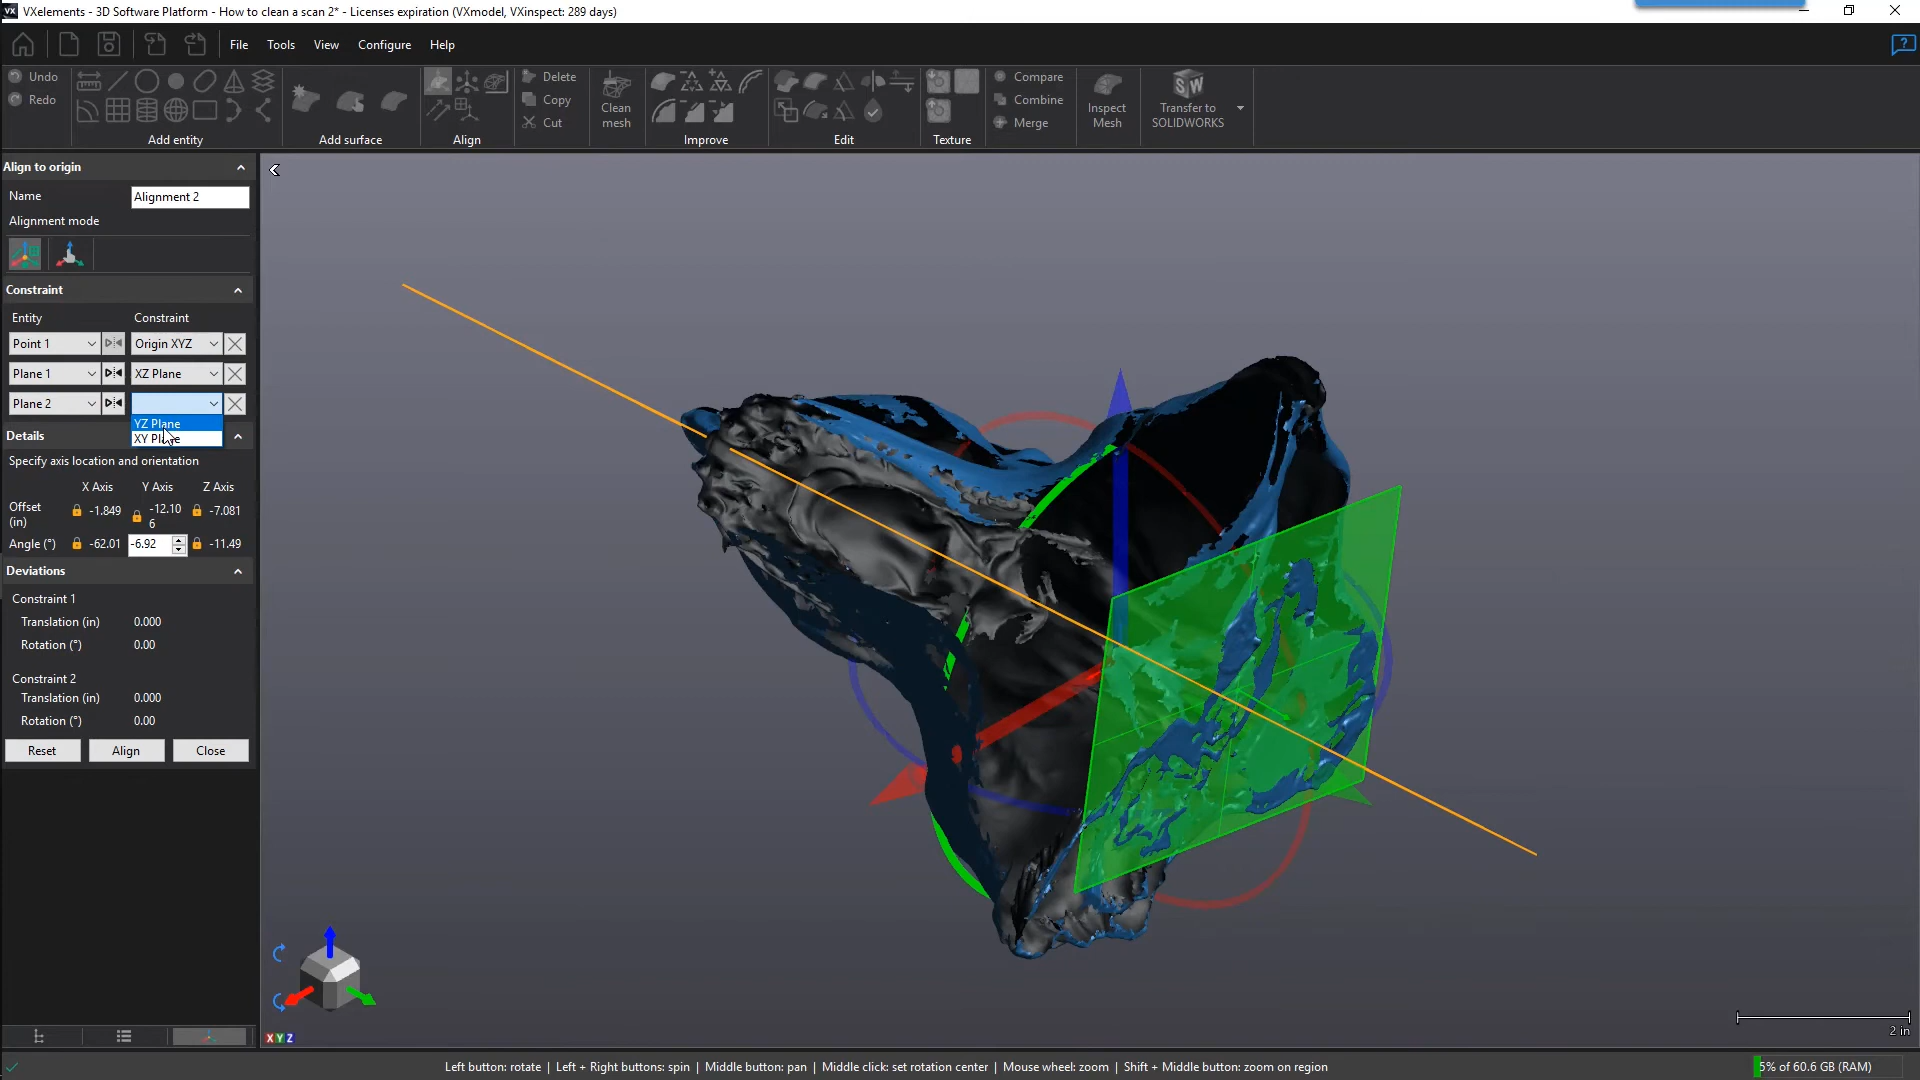 VXelements - 3D Software Platform - How to clean a scan 2* - Licenses expiration (VXmodel, VXinspect: 289 days)
File Tools View Configure Help
Undo
Redo
Add entity
Add surface
Align
Delete
Copy
Cut
Clean
mesh
Improve
Edit
Texture
Compare
Combine
Merge
Inspect
Mesh
SW
Transfer to
SOLIDWORKS
Align to origin
Name Alignment 2
Alignment mode
Constraint
Entity Constraint
Point 1 Origin XYZ
Plane 1 XZ Plane
Plane 2
YZ Plane
XY Plane
Details
Specify axis location and orientation
X Axis Y Axis Z Axis
Offset
(in)
-1.849
-12.10
6
-7.081
Angle (°) -62.01 -6.92 -11.49
Deviations
Constraint 1
Translation (in) 0.000
Rotation (°) 0.00
Constraint 2
Translation (in) 0.000
Rotation (°) 0.00
Reset Align Close
X Y Z
2 in
Left button: rotate | Left + Right buttons: spin | Middle button: pan | Middle click: set rotation center | Mouse wheel: zoom | Shift + Middle button: zoom on region
5% of 60.6 GB (RAM)